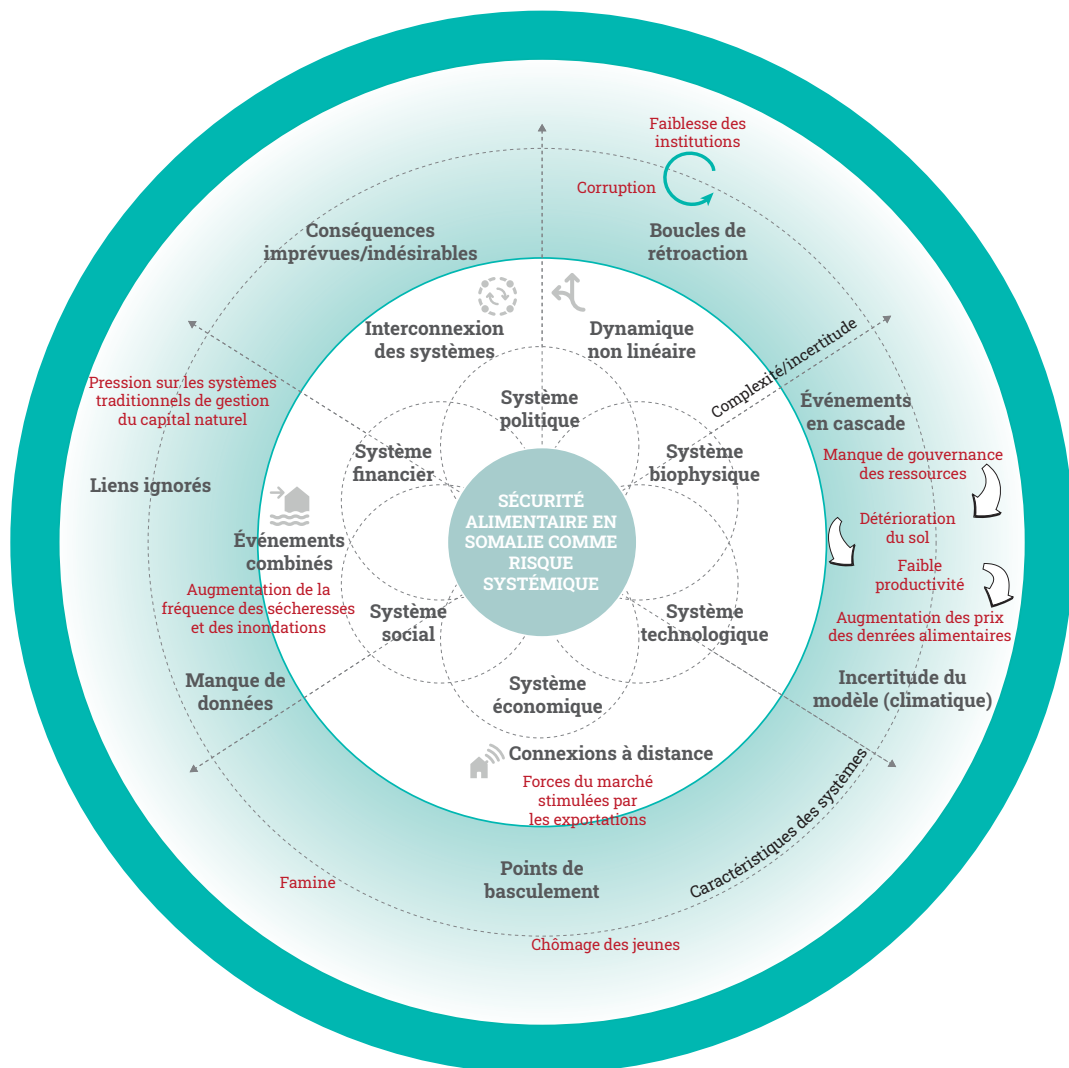 Faiblesse des
institutions
Corruption
Boucles de
rétroaction
Conséquences
imprévues/indésirables
Interconnexion
des systèmes
Dynamique
non linéaire
Complexité/incertitude
Pression sur les systèmes
traditionnels de gestion
du capital naturel
Système
politique
Événements
en cascade
Système
financier
Système
biophysique
Manque de gouvernance
des ressources
Liens ignorés
SÉCURITÉ
ALIMENTAIRE EN
SOMALIE COMME
RISQUE
SYSTÉMIQUE
Détérioration
du sol
Événements
combinés
Faible
productivité
Augmentation de la
fréquence des sécheresses
et des inondations
Système
social
Système
technologique
Augmentation des prix
des denrées alimentaires
Manque de
données
Système
économique
Incertitude du
modèle (climatique)
Connexions à distance
Forces du marché
stimulées par
les exportations
Caractéristiques des systèmes
Points de
basculement
Famine
Chômage des jeunes